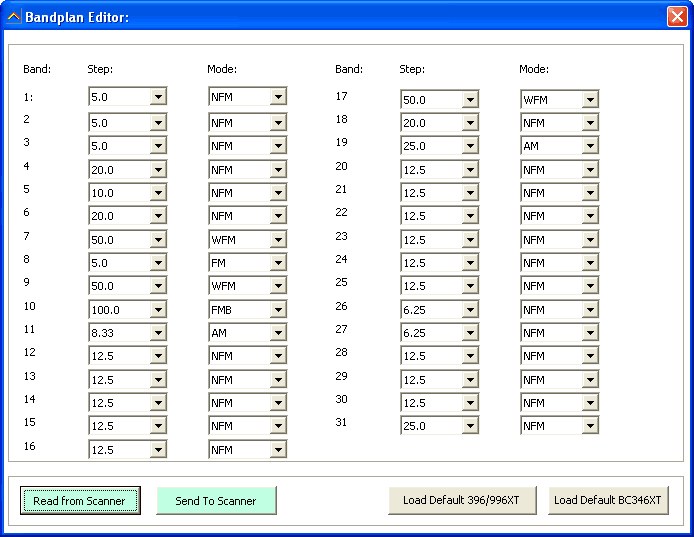 Bandplan Editor:
Band: Step: Mode: Band: Step: Mode:
1: 5.0 NFM 17 50.0 WFM
2 5.0 NFM 18 20.0 NFM
3 5.0 NFM 19 25.0 AM
4 20.0 NFM 20 12.5 NFM
5 10.0 NFM 21 12.5 NFM
6 20.0 NFM 22 12.5 NFM
7 50.0 WFM 23 12.5 NFM
8 5.0 FM 24 12.5 NFM
9 50.0 WFM 25 12.5 NFM
10 100.0 FMB 26 6.25 NFM
11 8.33 AM 27 6.25 NFM
12 12.5 NFM 28 12.5 NFM
13 12.5 NFM 29 12.5 NFM
14 12.5 NFM 30 12.5 NFM
15 12.5 NFM 31 25.0 NFM
16 12.5 NFM
Read from Scanner Send To Scanner Load Default 396/996XT Load Default BC346XT